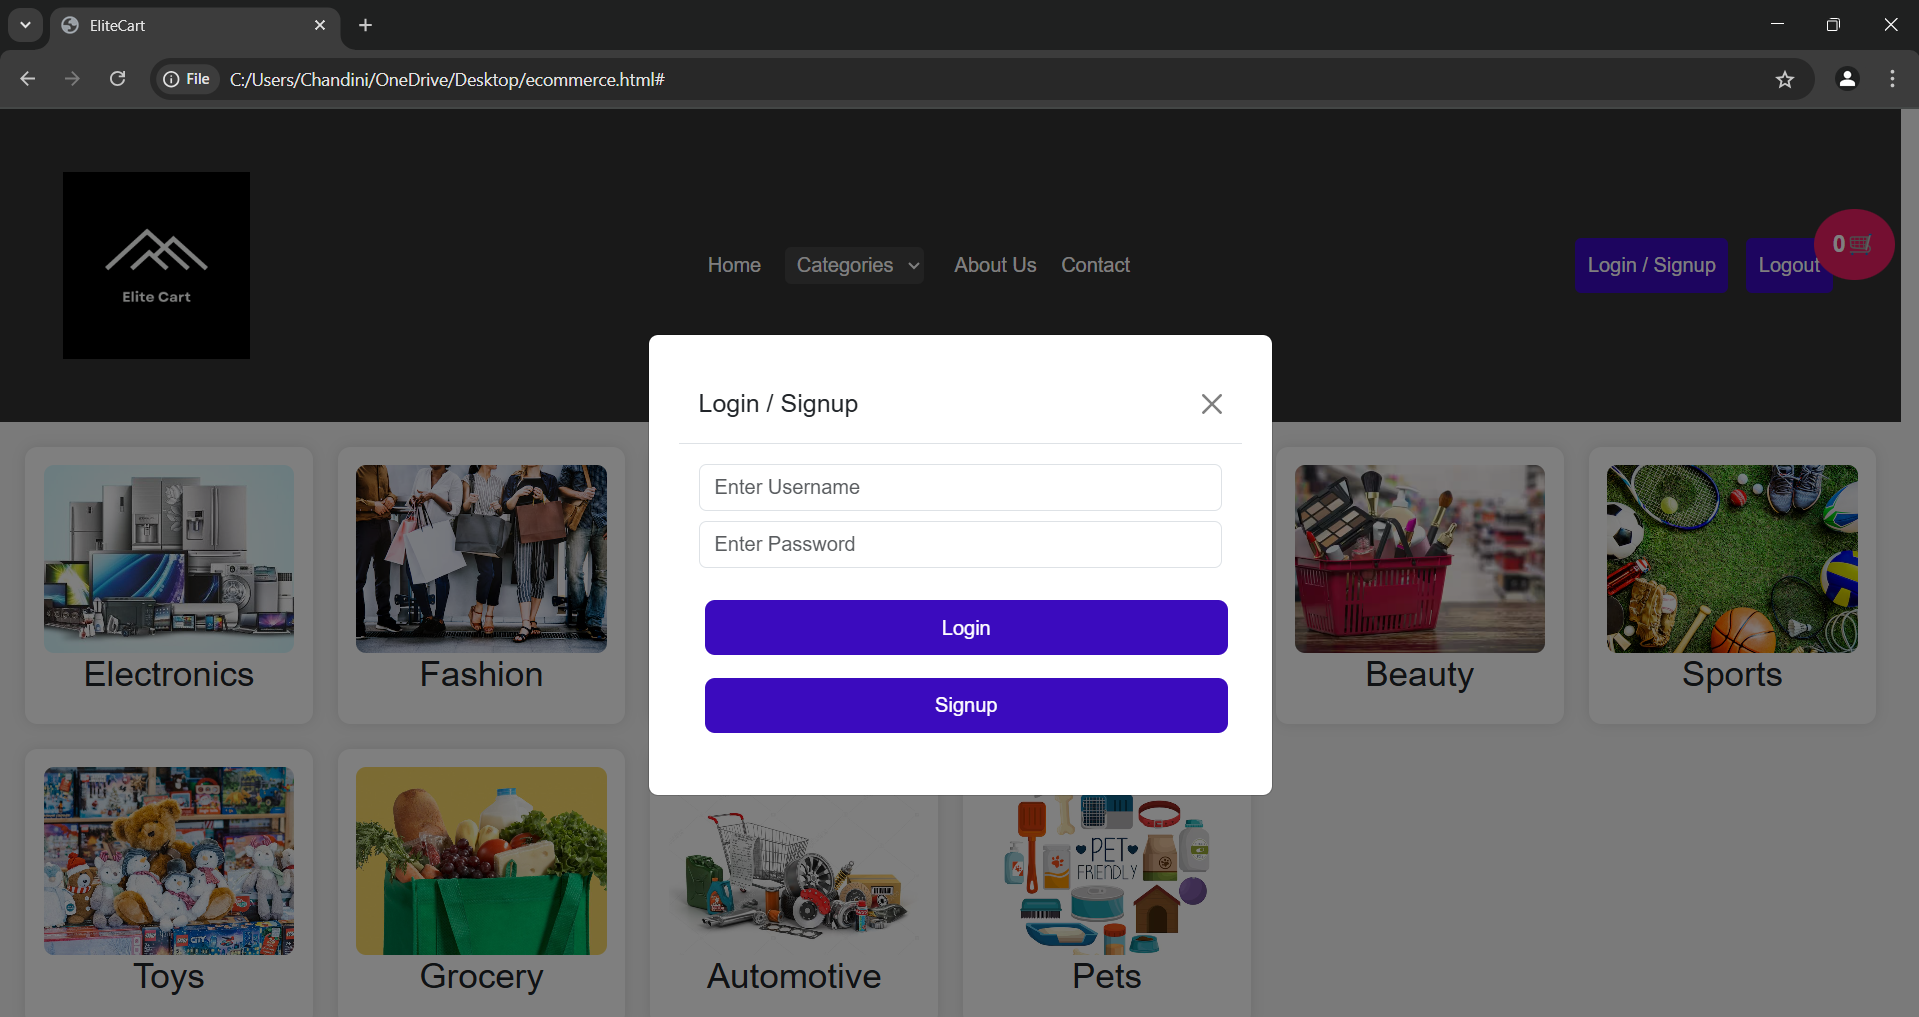 EliteCart
File
C:/Users/Chandini/OneDrive/Desktop/ecommerce.html#
Elite Cart
Home
Categories
About Us
Contact
Login / Signup
Logout
0
Login / Signup
Enter Username
Enter Password
Login
Signup
Electronics
Fashion
Beauty
Sports
PET
FRIENDLY
Toys
Grocery
Automotive
Pets